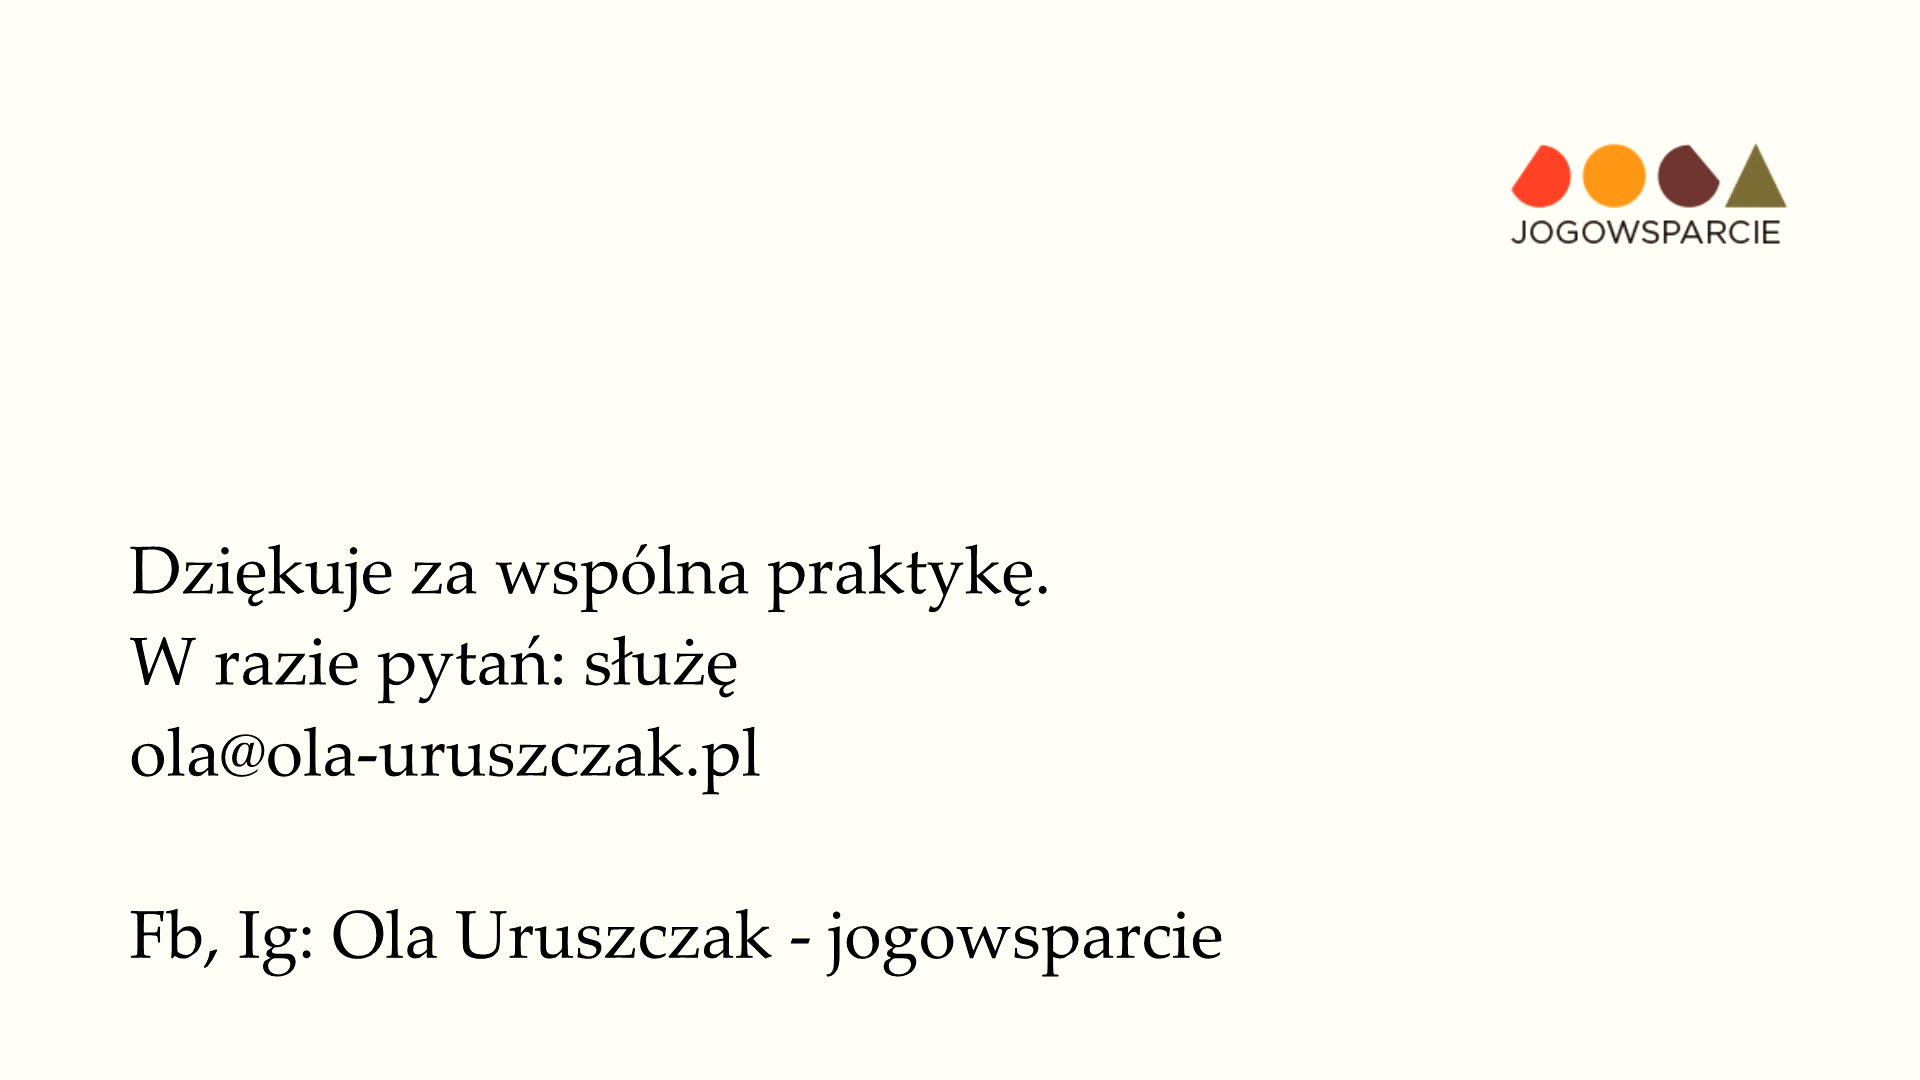 JOGOWSPARCIE
Dziękuje za wspólna praktykę.
W razie pytań: służę
ola@ola-uruszczak.pl
Fb, Ig: Ola Uruszczak - jogowsparcie